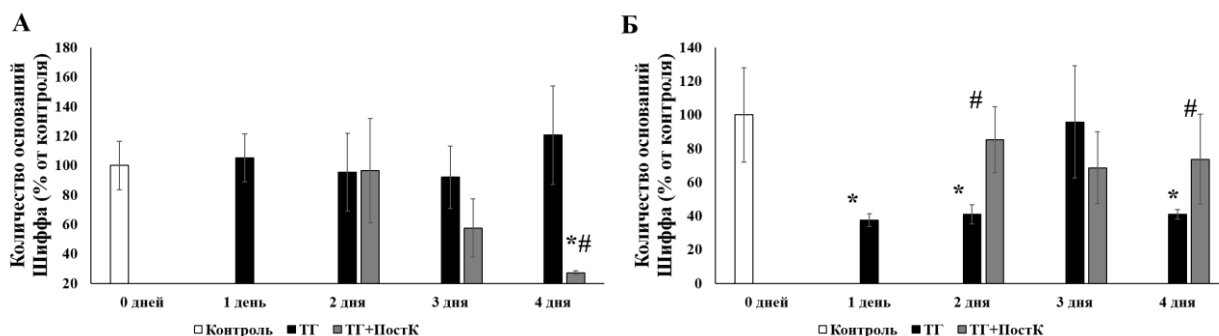 А
Количество оснований
Шиффа (% от контроля)
180
160
140
120
100
80
60
40
20
*#
0 дней 1 день 2 дня 3 дня 4 дня
Контроль ТГ ТГ+ПостК
Б
Количество оснований
Шиффа (% от контроля)
140
120
100
80
60
40
20
0
*
*
#
*
#
0 дней 1 день 2 дня 3 дня 4 дня
Контроль ТГ ТГ+ПостК